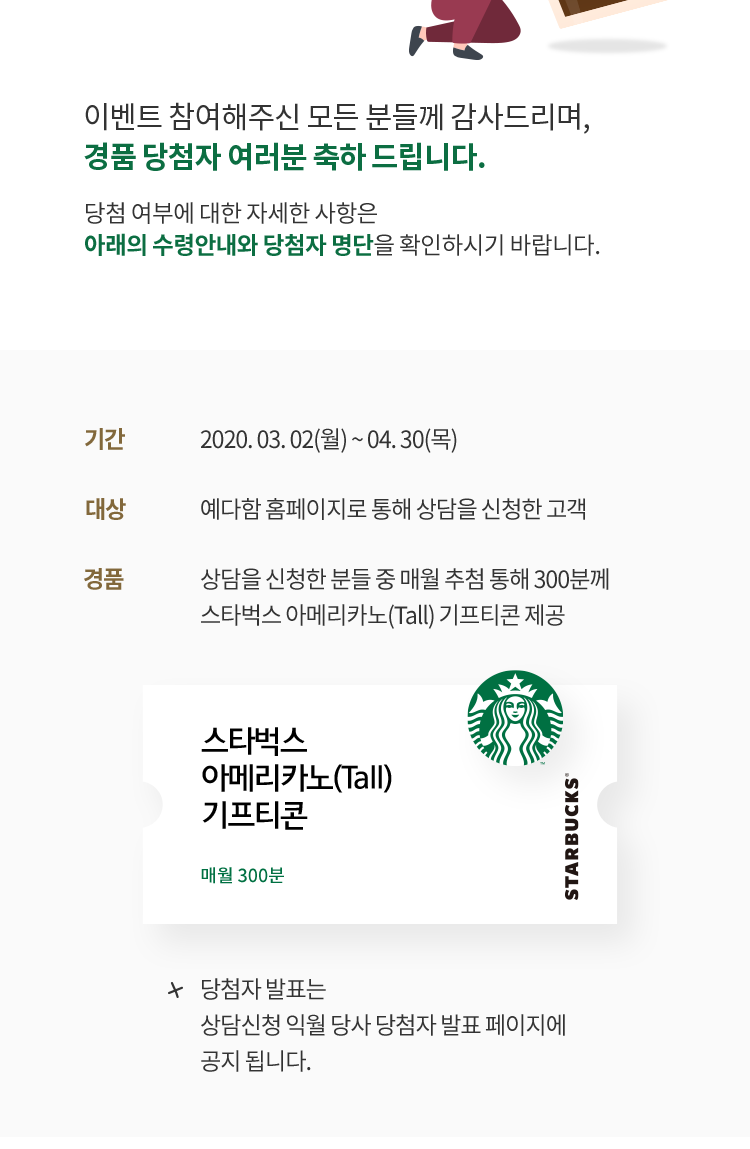 이벤트 참여해주신 모든 분들께 감사드리며,
경품 당첨자 여러분 축하 드립니다.
당첨 여부에 대한 자세한 사항은
아래의 수령안내와 당첨자 명단을 확인하시기 바랍니다.
기간 2020. 03. 02(월) ~ 04. 30(목)
대상 예다함 홈페이지로 통해 상담을 신청한 고객
경품 상담을 신청한 분들 중 매월 추첨 통해 300분께
스타벅스 아메리카노(Tall) 기프티콘 제공
스타벅스
아메리카노(Tall)
기프티콘
매월 300분
STARBUCKS®
당첨자 발표는
상담신청 익월 당사 당첨자 발표 페이지에
공지 됩니다.